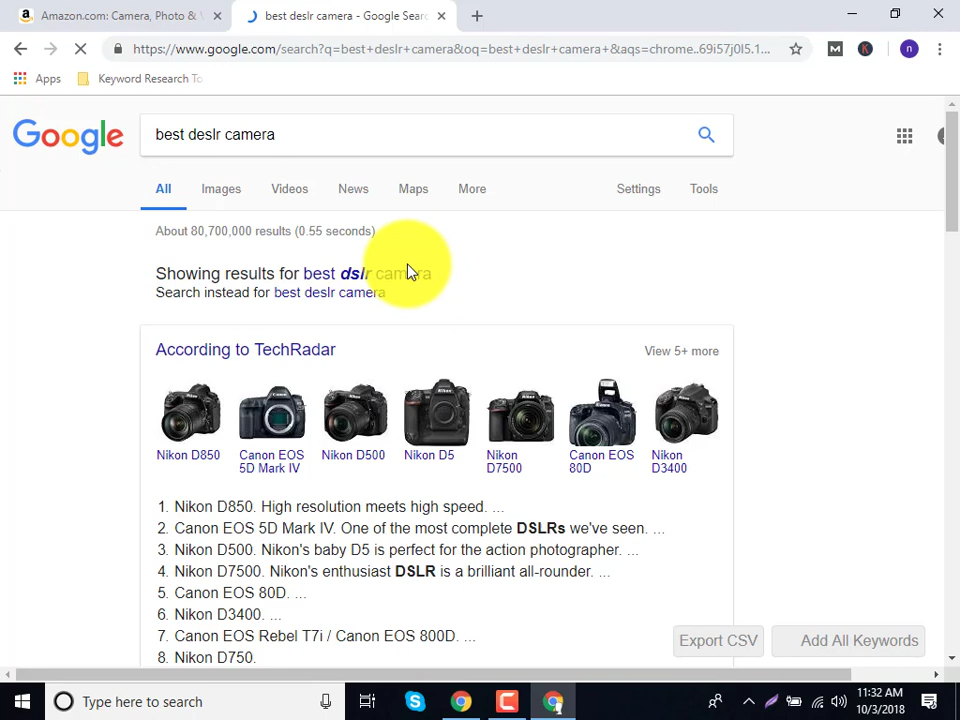 Amazon.com: Camera, Photo &
best deslr camera - Google Sear
https://www.google.com/search?q=best+deslr+camera&oq=best+deslr+camera+&aqs=chrome..69i57j0l5.1...
Apps
Keyword Research To
Google
best deslr camera
All
Images
Videos
News
Maps
More
Settings
Tools
About 80,700,000 results (0.55 seconds)
Showing results for best dslr camera
Search instead for best deslr camera
According to TechRadar
View 5+ more
Nikon D850
Canon EOS 5D Mark IV
Nikon D500
Nikon D5
Nikon D7500
Canon EOS 80D
Nikon D3400
1. Nikon D850. High resolution meets high speed. ...
2. Canon EOS 5D Mark IV. One of the most complete DSLRs we've seen. ...
3. Nikon D500. Nikon's baby D5 is perfect for the action photographer. ...
4. Nikon D7500. Nikon's enthusiast DSLR is a brilliant all-rounder. ...
5. Canon EOS 80D. ...
6. Nikon D3400. ...
7. Canon EOS Rebel T7i / Canon EOS 800D. ...
8. Nikon D750.
Export CSV
Add All Keywords
Type here to search
11:32 AM
10/3/2018